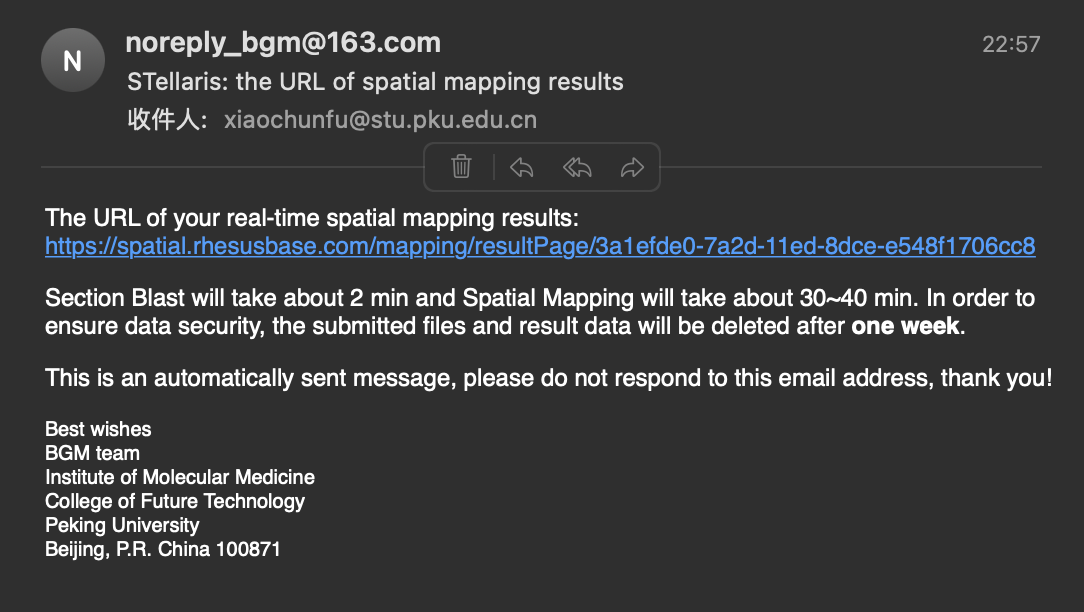 N
noreply_bgm@163.com
22:57
STellaris: the URL of spatial mapping results
收件人: xiaochunfu@stu.pku.edu.cn
The URL of your real-time spatial mapping results:
https://spatial.rhesusbase.com/mapping/resultPage/3a1efde0-7a2d-11ed-8dce-e548f1706cc8
Section Blast will take about 2 min and Spatial Mapping will take about 30~40 min. In order to
ensure data security, the submitted files and result data will be deleted after one week.
This is an automatically sent message, please do not respond to this email address, thank you!
Best wishes
BGM team
Institute of Molecular Medicine
College of Future Technology
Peking University
Beijing, P.R. China 100871